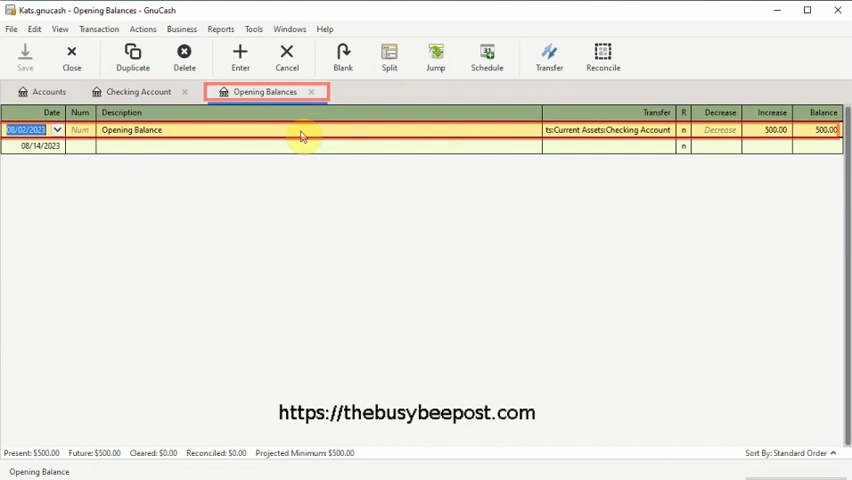 Kats.gnucash - Opening Balances - GnuCash
File Edit View Transaction Actions Business Reports Tools Windows Help
Save Close Duplicate Delete Enter Cancel Blank Split Jump Schedule Transfer Reconcile
Accounts Checking Account Opening Balances
Date Num Description Transfer R Decrease Increase Balance
08/02/2023 Num Opening Balance ts:Current Assets:Checking Account n Decrease 500.00 500.00
08/14/2023 n
https://thebusybeepost.com
Present: $500.00 Future: $500.00 Cleared: $0.00 Reconciled: $0.00 Projected Minimum: $500.00 Sort By: Standard Order
Opening Balance